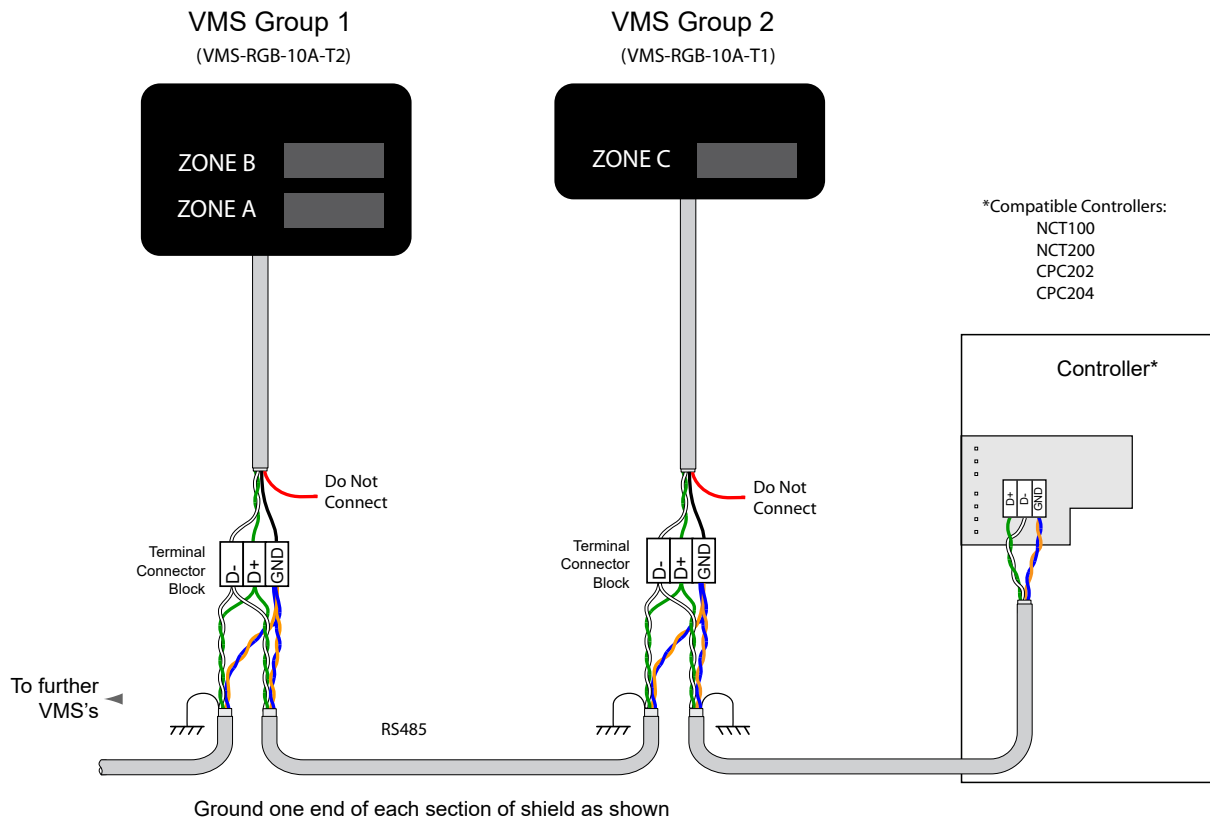 VMS Group 1
(VMS-RGB-10A-T2)
ZONE B
ZONE A
VMS Group 2
(VMS-RGB-10A-T1)
ZONE C
*Compatible Controllers:
NCT100
NCT200
CPC202
CPC204
Controller*
D+
D-
GND
Do Not
Connect
Terminal
Connector
Block
D-
D+
GND
Do Not
Connect
Terminal
Connector
Block
D-
D+
GND
To further
VMS's
RS485
Ground one end of each section of shield as shown